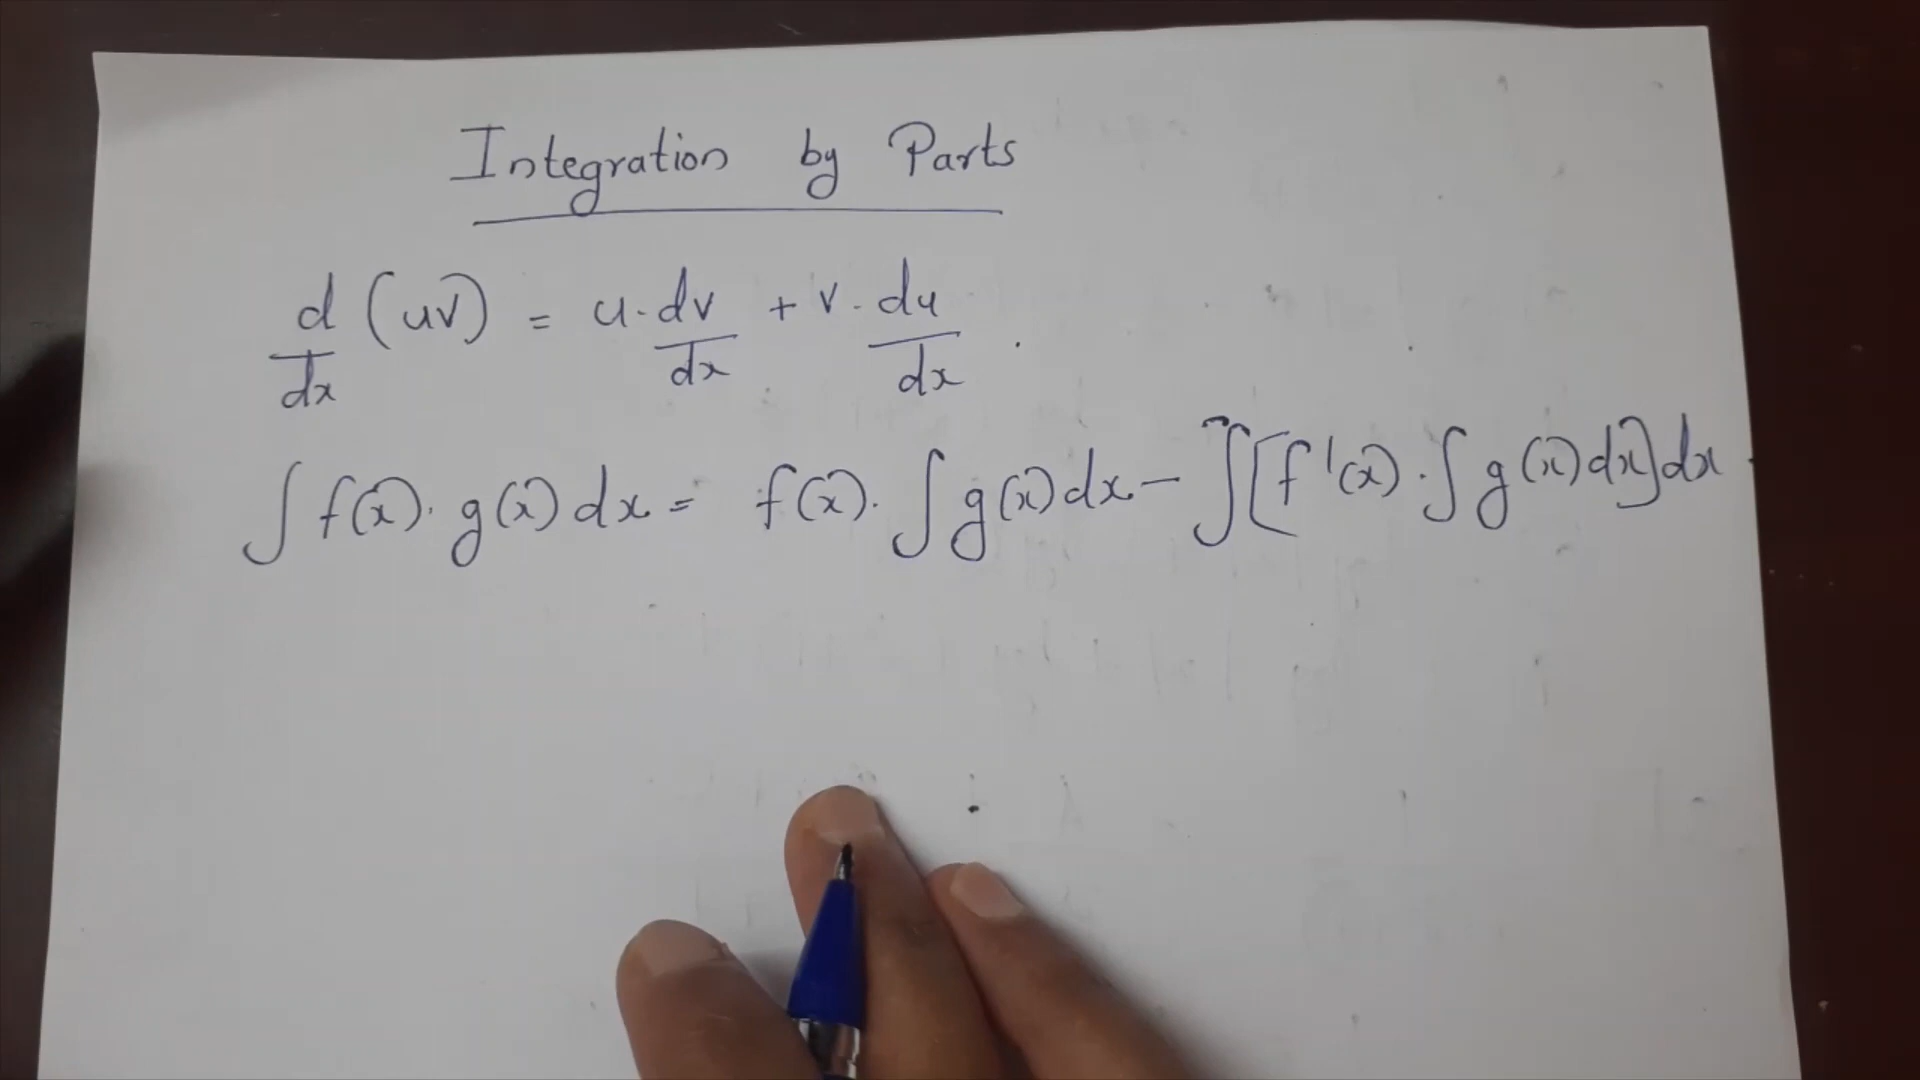 Integration by Parts
d/dx (uv) = u. dv/dx + v. du/dx .
∫ f(x). g(x) dx = f(x). ∫ g(x) dx - ∫ [f'(x) . ∫ g(x) dx] dx .